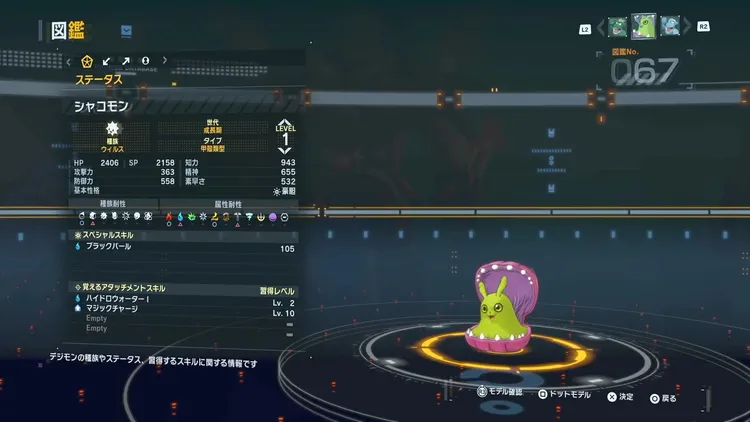 図鑑
L2
R2
図鑑No.
067
ステータス
シャコモン
種族
ウイルス
世代
成長期
タイプ
甲殻類型
LEVEL
1
HP 2406 SP 2158 知力 943
攻撃力 363 精神 655
防御力 558 素早さ 532
基本性格 豪胆
種族耐性 属性耐性
スペシャルスキル
ブラックパール 105
覚えるアタッチメントスキル 習得レベル
ハイドロウォーターⅠ Lv. 2
マジックチャージ Lv. 10
Empty
Empty
デジモンの種族やステータス、習得するスキルに関する情報です
R3 モデル確認 ドットモデル 決定 戻る